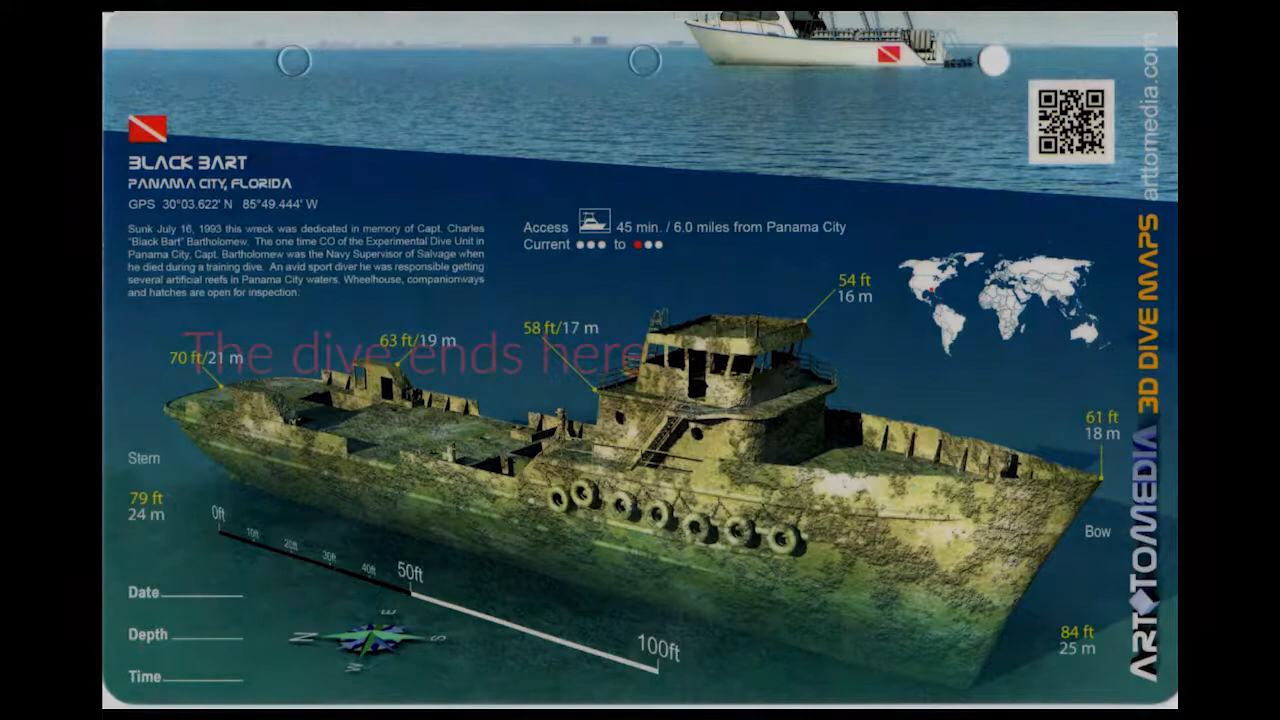 BLACK BART
PANAMA CITY, FLORIDA
GPS 30°03.622' N 85°49.444' W
Sunk July 16, 1993 this wreck was dedicated in memory of Capt. Charles
"Black Bart" Bartholomew. The one time CO of the Experimental Dive Unit in
Panama City, Capt. Bartholomew was the Navy Supervisor of Salvage when
he died during a training dive. An avid sport diver he was responsible getting
several artificial reefs in Panama City waters. Wheelhouse, companionways
and hatches are open for inspection.
Access 45 min. / 6.0 miles from Panama City
Current to
54 ft
16 m
The dive ends here
58 ft/17 m
63 ft/19 m
70 ft/21 m
61 ft
18 m
Stern
79 ft
24 m
Bow
84 ft
25 m
0ft
10ft
20ft
30ft
40ft
50ft
100ft
Date
Depth
Time
N
E
S
W
ARTTOMEDIA 3D DIVE MAPS arttomedia.com